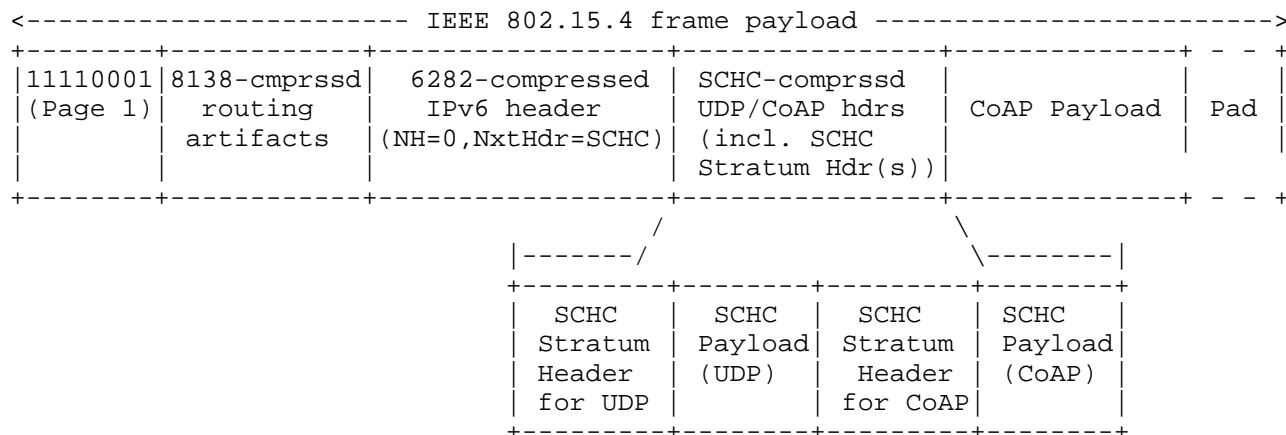 <------------------------ IEEE 802.15.4 frame payload ------------------------>
+--------+------------+------------------+----------------+--------------+ - - +
|11110001|8138-cmprssd|  6282-compressed | SCHC-comprssd  |              |     |
|(Page 1)|  routing   |   IPv6 header    | UDP/CoAP hdrs  | CoAP Payload | Pad |
|        | artifacts  |(NH=0,NxtHdr=SCHC)| (incl. SCHC    |              |     |
|        |            |                  | Stratum Hdr(s))|
+--------+------------+------------------+----------------+--------------+ - - +
/                  \
|-------/                    \--------|
+---------+--------+---------+--------+
|  SCHC   |  SCHC  |  SCHC   | SCHC   |
| Stratum | Payload| Stratum | Payload|
| Header  | (UDP)  |  Header | (CoAP) |
| for UDP |        | for CoAP|        |
+---------+--------+---------+--------+